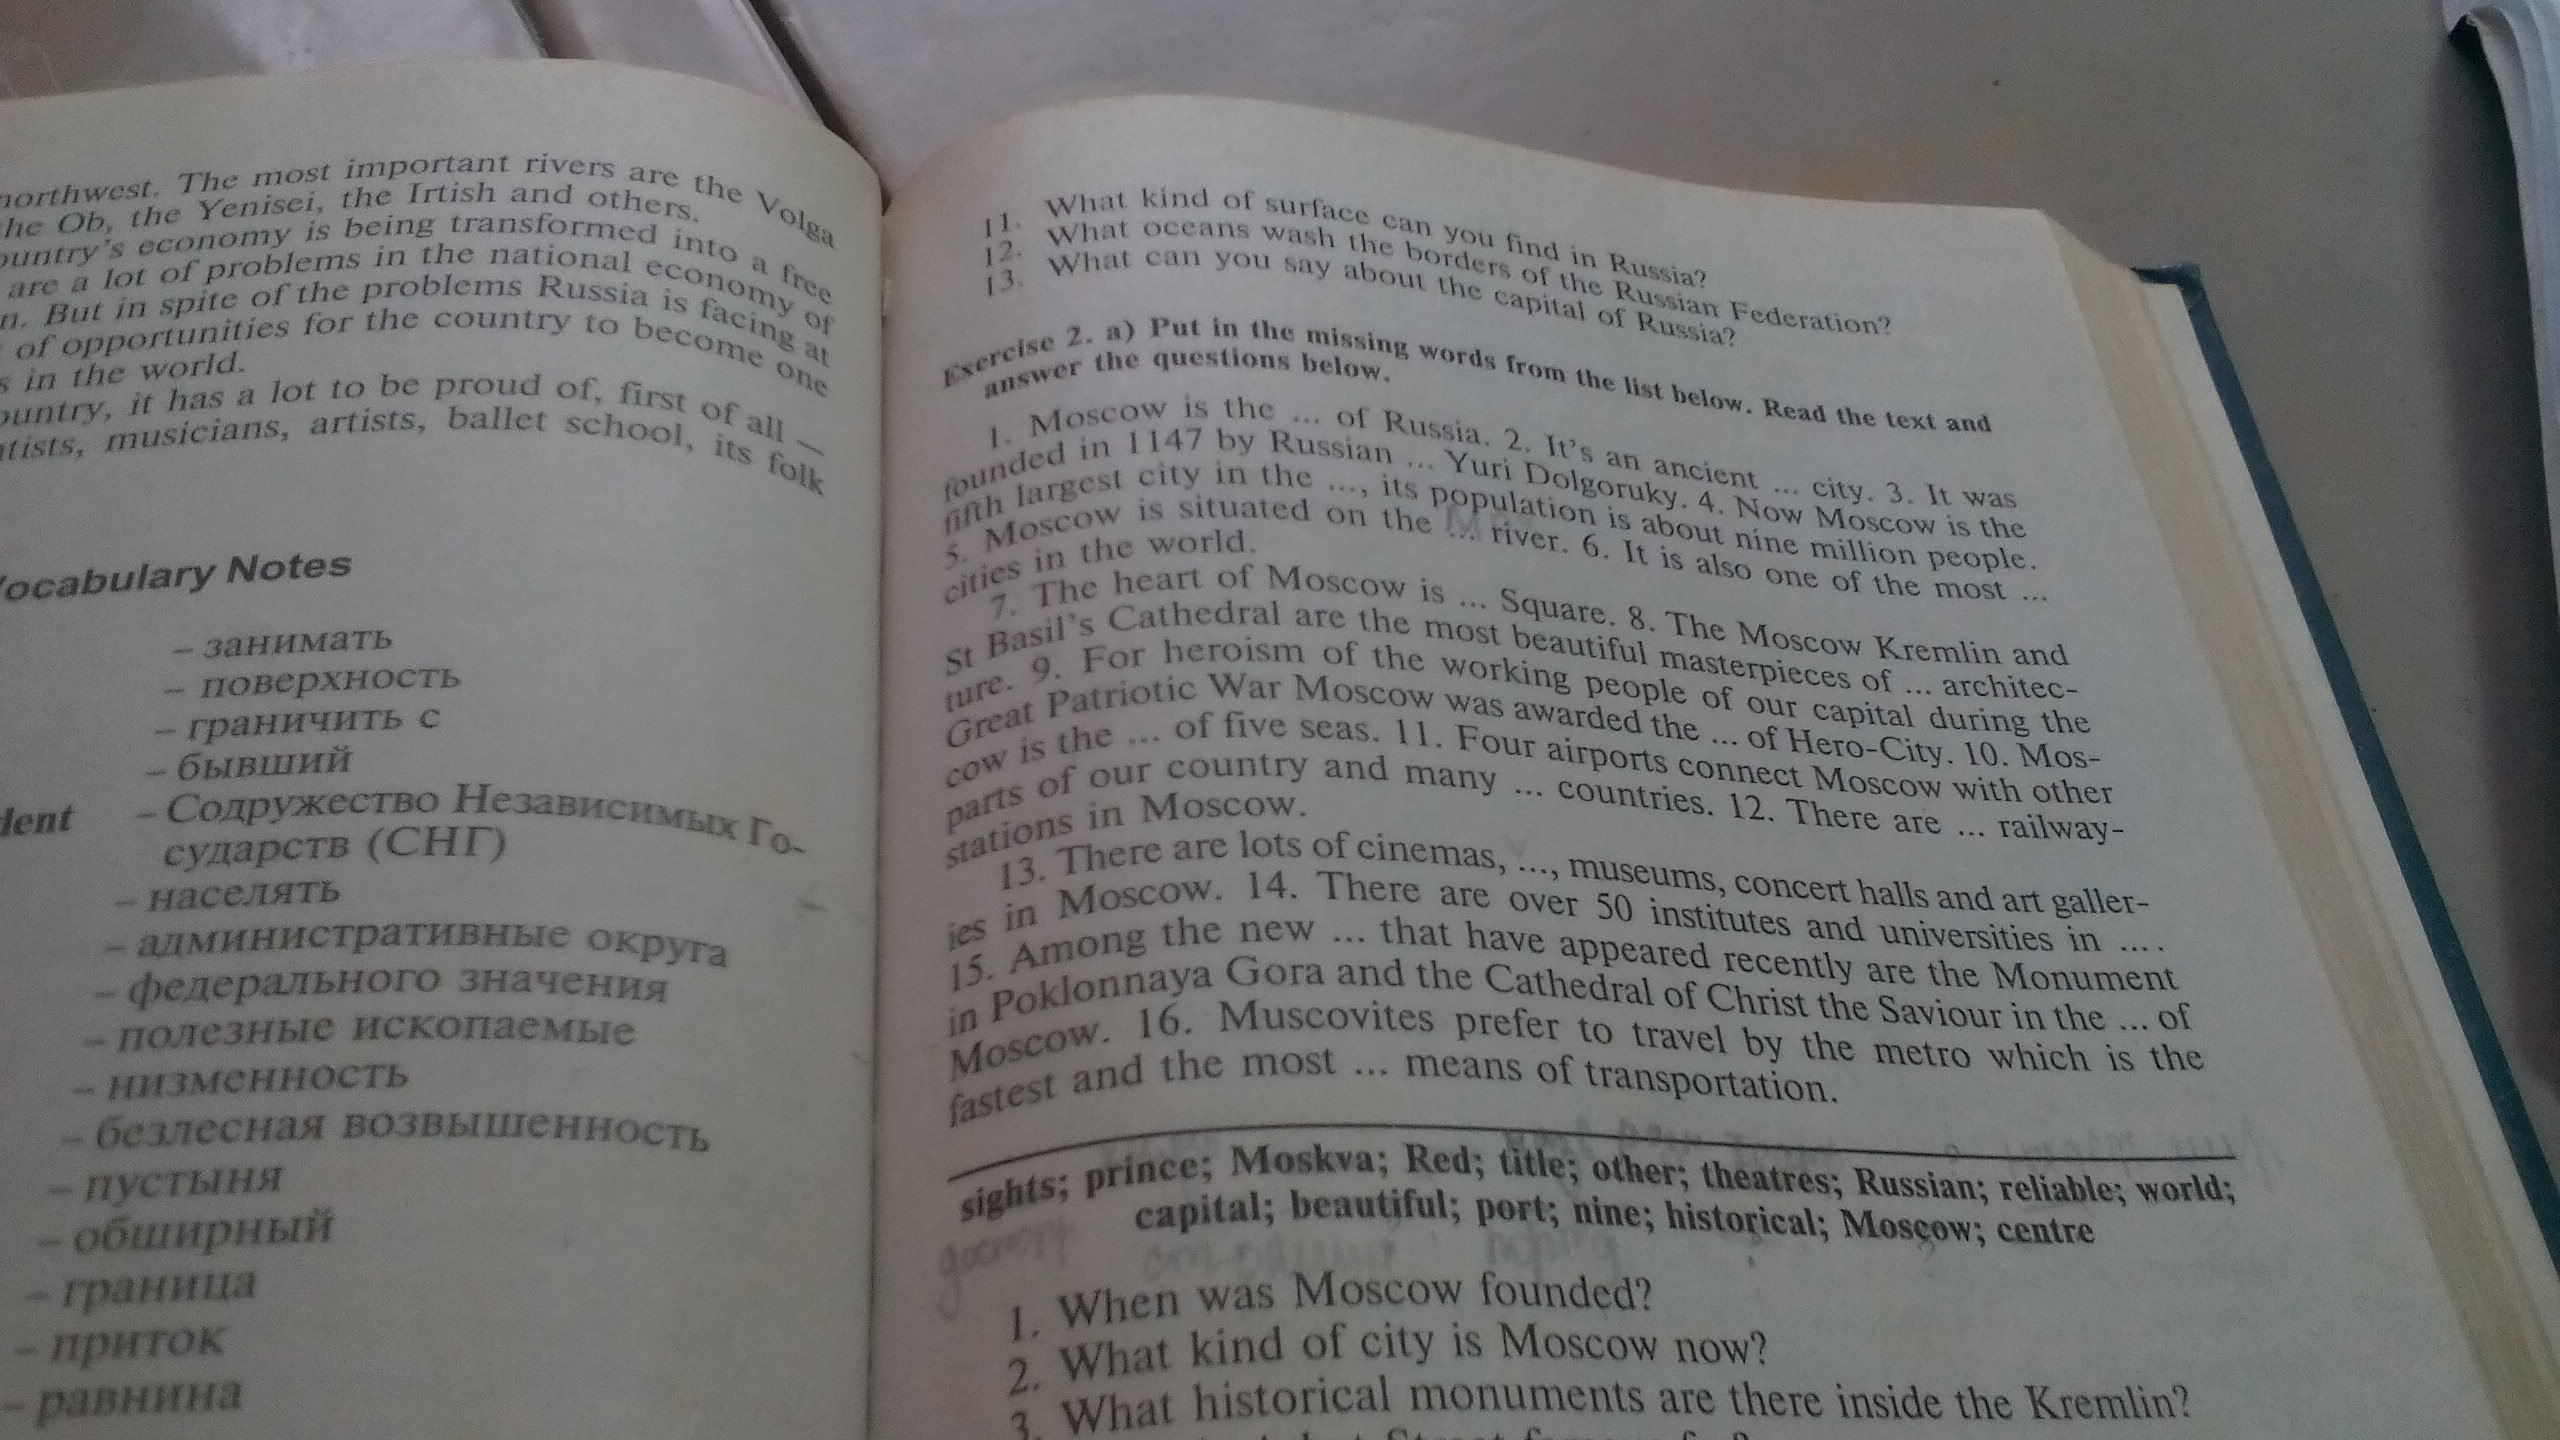 northwest. The most important rivers are the Volga
the Ob, the Yenisei, the Irtish and others.
ountry's economy is being transformed into a free
are a lot of problems in the national economy of
n. But in spite of the problems Russia is facing at
of opportunities for the country to become one
s in the world.
ountry, it has a lot to be proud of, first of all —
tists, musicians, artists, ballet school, its folk
Vocabulary Notes
– занимать
– поверхность
– граничить с
– бывший
dent – Содружество Независимых Го-
сударств (СНГ)
– населять
– административные округа
– федерального значения
– полезные ископаемые
– низменность
– безлесная возвышенность
– пустыня
– обширный
– граница
– приток
– равнина
11. What kind of surface can you find in Russia?
12. What oceans wash the borders of the Russian Federation?
13. What can you say about the capital of Russia?
Exercise 2. a) Put in the missing words from the list below. Read the text and
answer the questions below.
1. Moscow is the ... of Russia. 2. It's an ancient ... city. 3. It was
founded in 1147 by Russian ... Yuri Dolgoruky. 4. Now Moscow is the
fifth largest city in the ..., its population is about nine million people.
5. Moscow is situated on the ... river. 6. It is also one of the most ...
cities in the world.
7. The heart of Moscow is ... Square. 8. The Moscow Kremlin and
St Basil's Cathedral are the most beautiful masterpieces of ... architec-
ture. 9. For heroism of the working people of our capital during the
Great Patriotic War Moscow was awarded the ... of Hero-City. 10. Mos-
cow is the ... of five seas. 11. Four airports connect Moscow with other
parts of our country and many ... countries. 12. There are ... railway-
stations in Moscow.
13. There are lots of cinemas, ..., museums, concert halls and art galler-
ies in Moscow. 14. There are over 50 institutes and universities in ... .
15. Among the new ... that have appeared recently are the Monument
in Poklonnaya Gora and the Cathedral of Christ the Saviour in the ... of
Moscow. 16. Muscovites prefer to travel by the metro which is the
fastest and the most ... means of transportation.
sights; prince; Moskva; Red; title; other; theatres; Russian; reliable; world;
capital; beautiful; port; nine; historical; Moscow; centre
1. When was Moscow founded?
2. What kind of city is Moscow now?
3. What historical monuments are there inside the Kremlin?